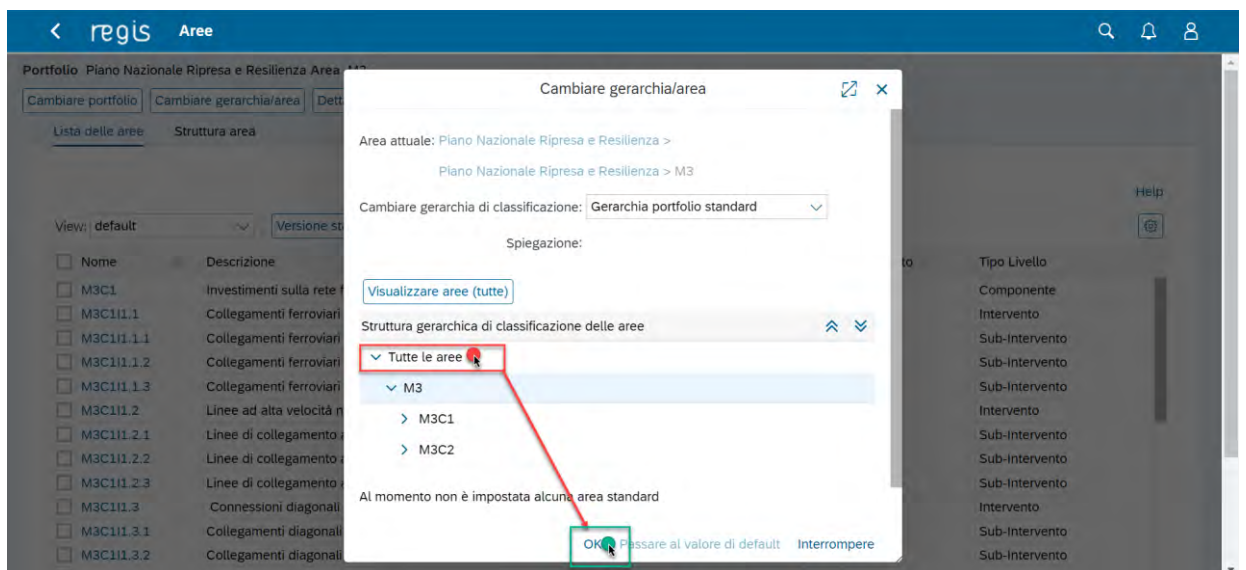 regis Aree
Portfolio Piano Nazionale Ripresa e Resilienza Area
Cambiare portfolio Cambiare gerarchia/area
Lista delle aree Struttura area
Help
View: default
Nome Descrizione Tipo Livello
M3C1 Investimenti sulla rete Componente
M3C1I1.1 Collegamenti ferroviari Intervento
M3C1I1.1.1 Collegamenti ferroviari Sub-Intervento
M3C1I1.1.2 Collegamenti ferroviari Sub-Intervento
M3C1I1.1.3 Collegamenti ferroviari Sub-Intervento
M3C1I1.2 Linee ad alta velocità Intervento
M3C1I1.2.1 Linee di collegamento Sub-Intervento
M3C1I1.2.2 Linee di collegamento Sub-Intervento
M3C1I1.2.3 Linee di collegamento Sub-Intervento
M3C1I1.3 Connessioni diagonali Intervento
M3C1I1.3.1 Collegamenti diagonali Sub-Intervento
M3C1I1.3.2 Collegamenti diagonali Sub-Intervento
Cambiare gerarchia/area
Area attuale: Piano Nazionale Ripresa e Resilienza >
Piano Nazionale Ripresa e Resilienza > M3
Cambiare gerarchia di classificazione: Gerarchia portfolio standard
Spiegazione:
Visualizzare aree (tutte)
Struttura gerarchica di classificazione delle aree
Tutte le aree
M3
M3C1
M3C2
Al momento non è impostata alcuna area standard
OK Passare al valore di default Interrompere